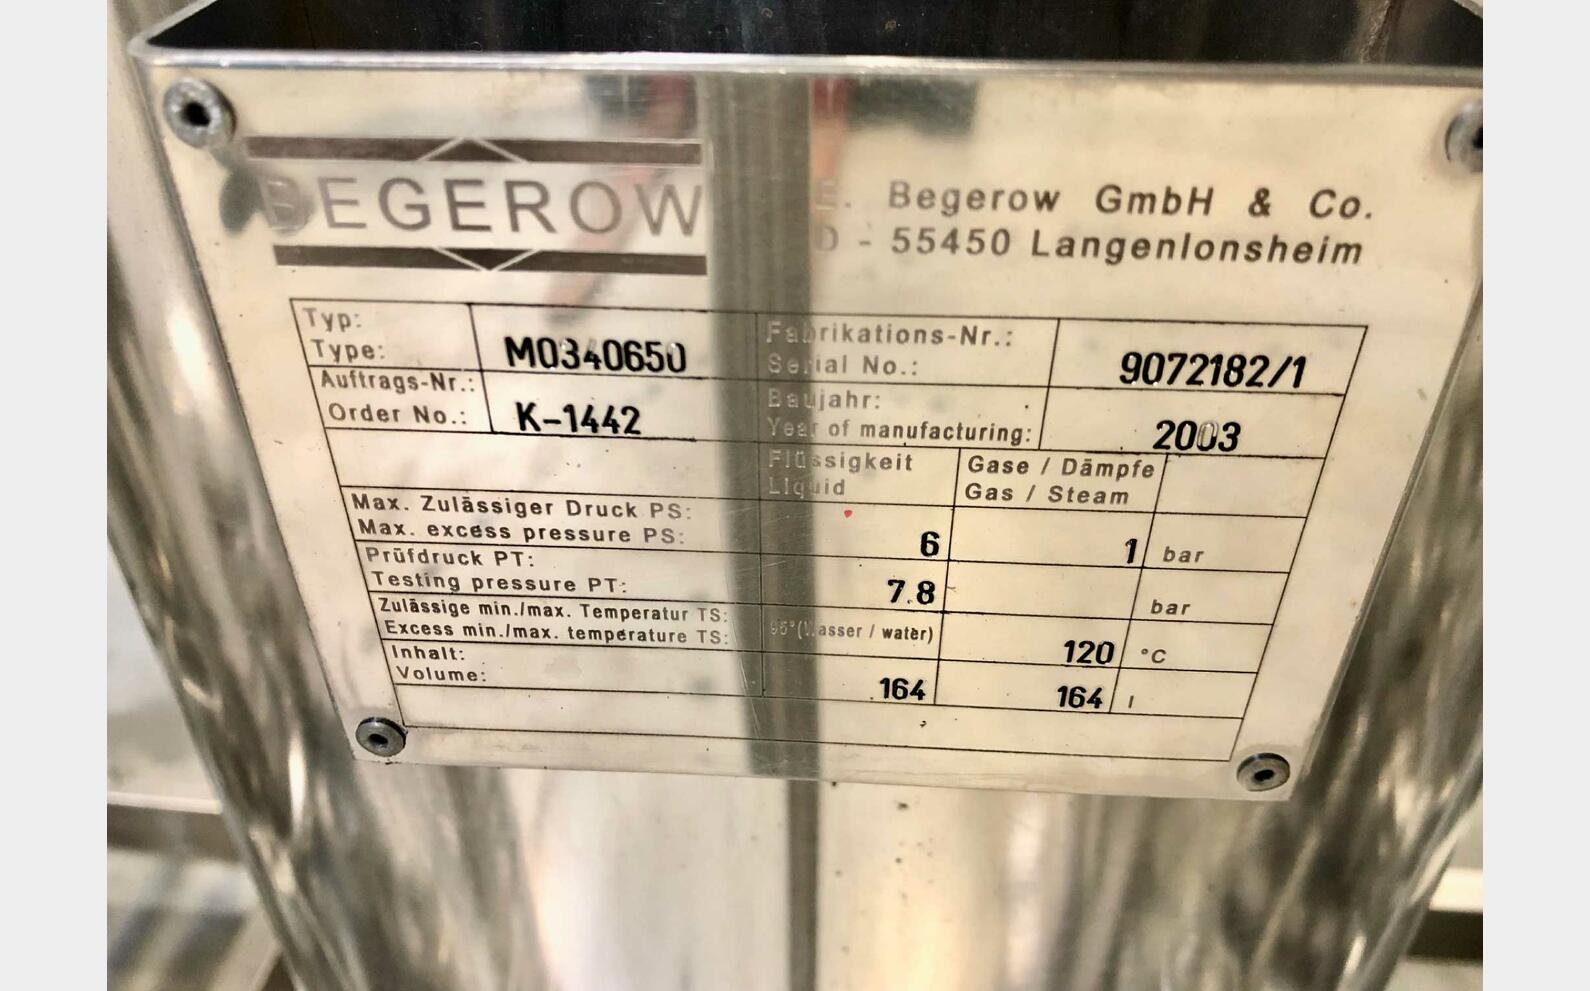 BEGEROW
E. Begerow GmbH & Co.
D - 55450 Langenlonsheim
Typ:
Type:
M0340650
Fabrikations-Nr.:
Serial No.:
9072182/1
Auftrags-Nr.:
Order No.:
K-1442
Baujahr:
Year of manufacturing:
2003
Flüssigkeit
Liquid
Gase / Dämpfe
Gas / Steam
Max. Zulässiger Druck PS:
Max. excess pressure PS:
6
1 bar
Prüfdruck PT:
Testing pressure PT:
7.8
bar
Zulässige min./max. Temperatur TS:
Excess min./max. temperature TS:
95°(Wasser / water)
120 °C
Inhalt:
Volume:
164
164 l